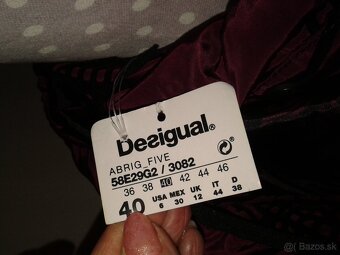 Desigual®
ABRIG_FIVE
58E29G2 / 3082
36 38 40 42 44 46
40
USA MEX UK IT D
6 30 12 44 38
© Bazos.sk